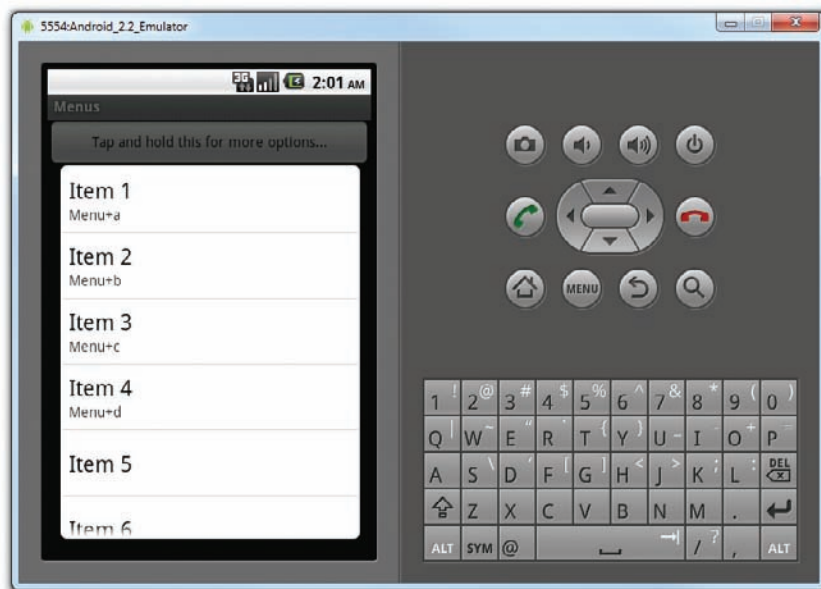 5554:Android_2.2_Emulator
3G 2:01 AM
Menus
Tap and hold this for more options...
Item 1
Menu+a
Item 2
Menu+b
Item 3
Menu+c
Item 4
Menu+d
Item 5
Item 6
MENU
1 ! 2 @ 3 # 4 $ 5 % 6 ^ 7 & 8 * 9 ( 0 )
Q | W ~ E " R ` T { Y } U _ I - O + P =
A S \ D ' F [ G ] H < J > K ; L : DEL
Z X C V B N M .
ALT SYM @ / ? , ALT